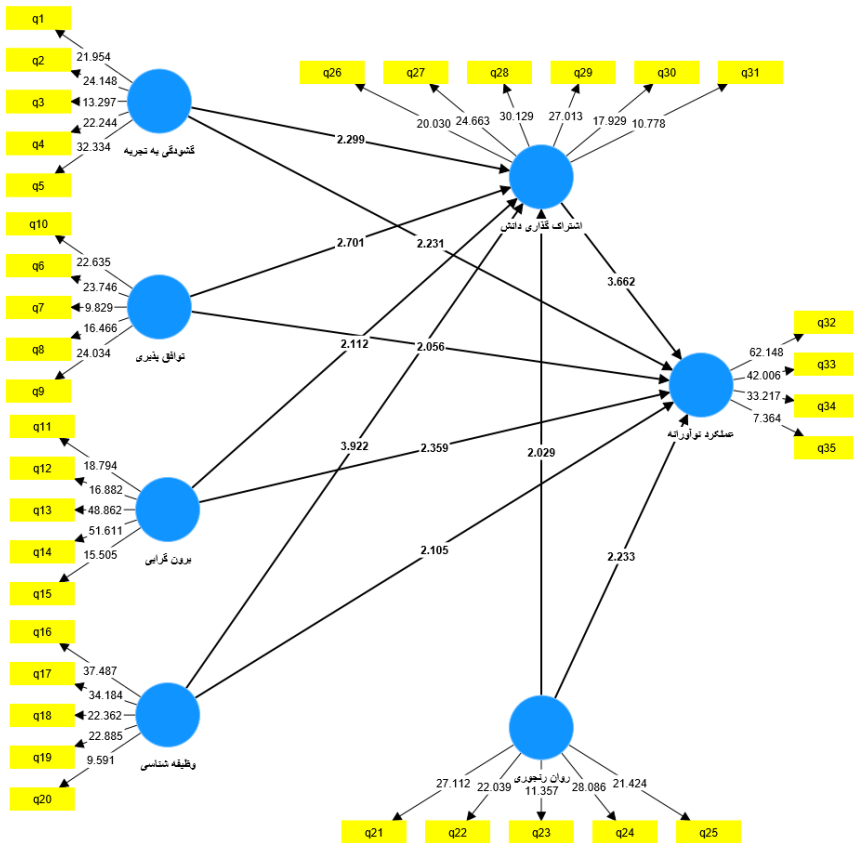 q1
q2
q3
q4
q5
21.954
24.148
13.297
22.244
32.334
گشودگی به تجربه
q26
q27
q28
q29
q30
q31
20.030
24.663
30.129
27.013
17.929
10.778
اشتراک گذاری دانش
2.299
2.231
q10
q6
q7
q8
q9
22.635
23.746
9.829
16.466
24.034
توافق پذیری
2.701
2.056
3.662
q32
q33
q34
q35
62.148
42.006
33.217
7.364
عملکرد نوآورانه
q11
q12
q13
q14
q15
18.794
16.882
48.862
51.611
15.505
برون گرایی
2.112
2.359
q16
q17
q18
q19
q20
37.487
34.184
22.362
22.885
9.591
وظیفه شناسی
3.922
2.105
2.029
2.233
روان رنجوری
27.112
22.039
11.357
28.086
21.424
q21
q22
q23
q24
q25